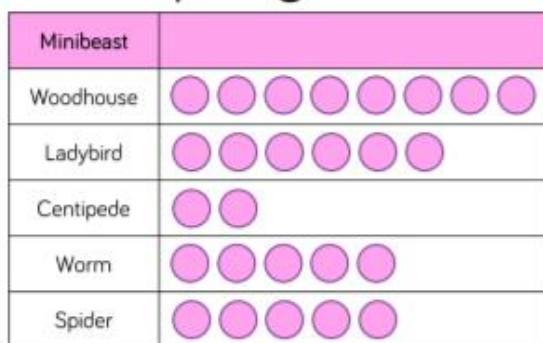 Minibeast
Woodhouse
Ladybird
Centipede
Worm
Spider